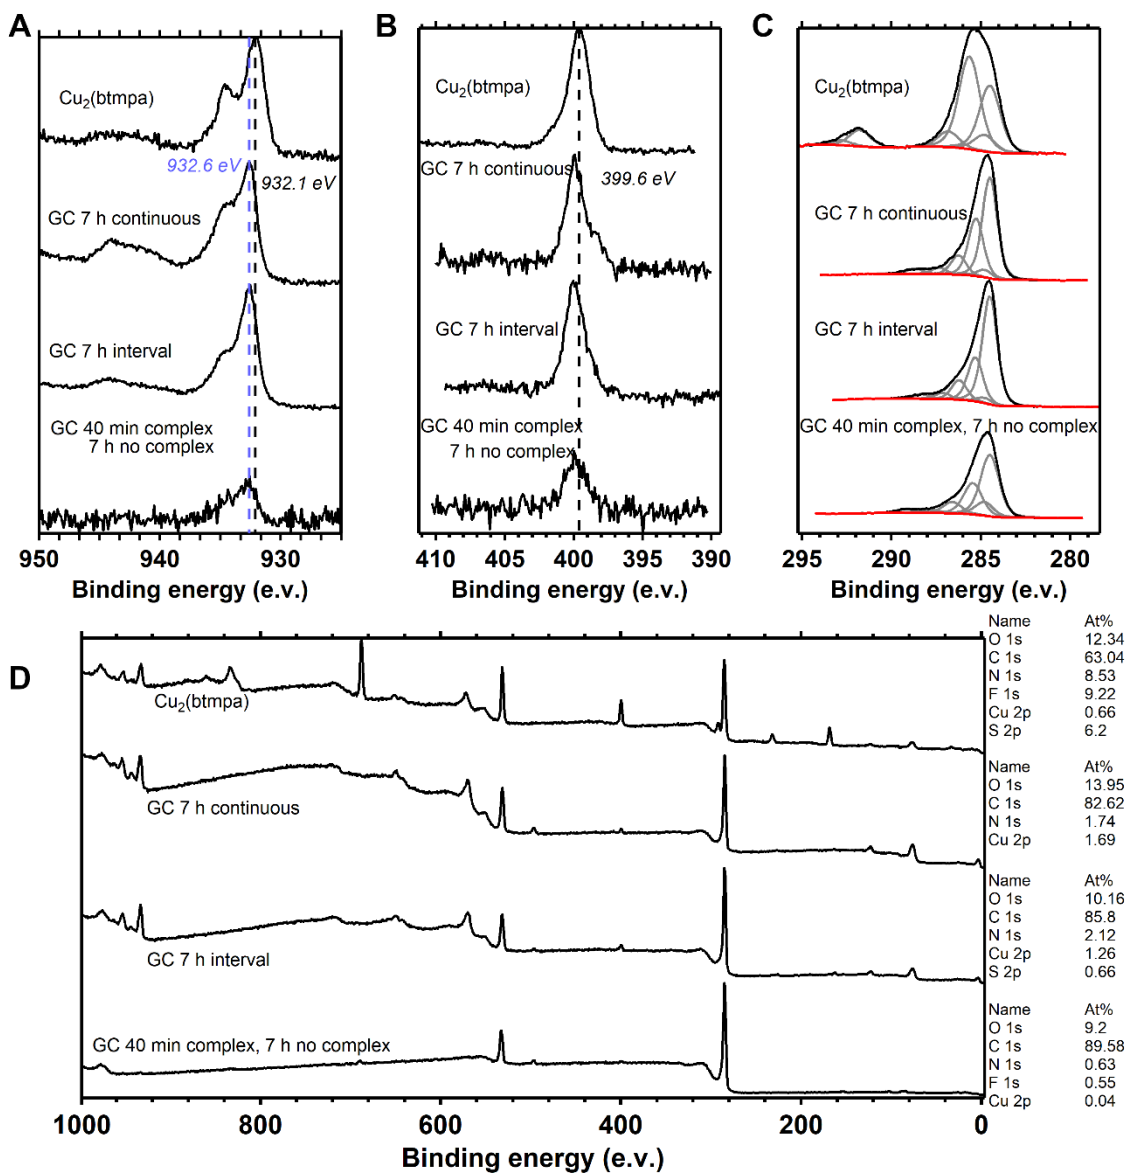 A
Cu2(btmpa)
932.6 eV
932.1 eV
GC 7 h continuous
GC 7 h interval
GC 40 min complex
7 h no complex
950 940 930
Binding energy (e.v.)
B
Cu2(btmpa)
GC 7 h continuous
399.6 eV
GC 7 h interval
GC 40 min complex
7 h no complex
410 405 400 395 390
Binding energy (e.v.)
C
Cu2(btmpa)
GC 7 h continuous
GC 7 h interval
GC 40 min complex, 7 h no complex
295 290 285 280
Binding energy (e.v.)
D
Cu2(btmpa)
GC 7 h continuous
GC 7 h interval
GC 40 min complex, 7 h no complex
1000 800 600 400 200 0
Binding energy (e.v.)
Name At%
O 1s 12.34
C 1s 63.04
N 1s 8.53
F 1s 9.22
Cu 2p 0.66
S 2p 6.2
Name At%
O 1s 13.95
C 1s 82.62
N 1s 1.74
Cu 2p 1.69
Name At%
O 1s 10.16
C 1s 85.8
N 1s 2.12
Cu 2p 1.26
S 2p 0.66
Name At%
O 1s 9.2
C 1s 89.58
N 1s 0.63
F 1s 0.55
Cu 2p 0.04